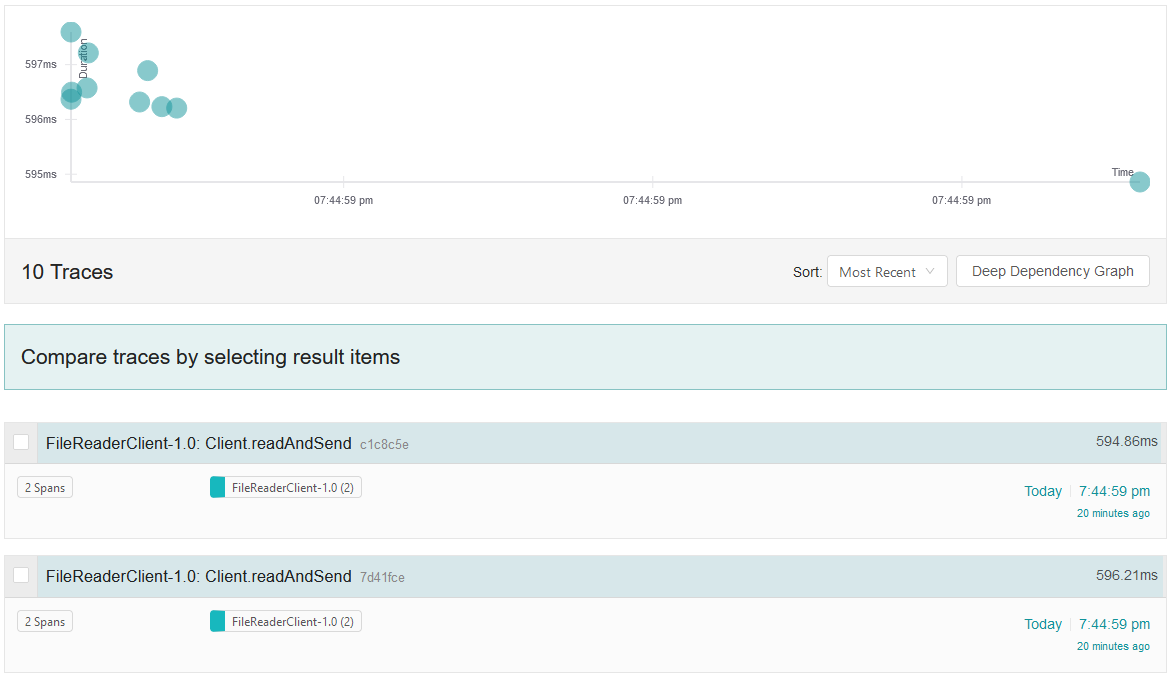 Duration
597ms
596ms
595ms
Time
07:44:59 pm 07:44:59 pm 07:44:59 pm
10 Traces Sort: Most Recent Deep Dependency Graph
Compare traces by selecting result items
FileReaderClient-1.0: Client.readAndSend c1c8c5e 594.86ms
2 Spans FileReaderClient-1.0 (2) Today 7:44:59 pm
20 minutes ago
FileReaderClient-1.0: Client.readAndSend 7d41fce 596.21ms
2 Spans FileReaderClient-1.0 (2) Today 7:44:59 pm
20 minutes ago